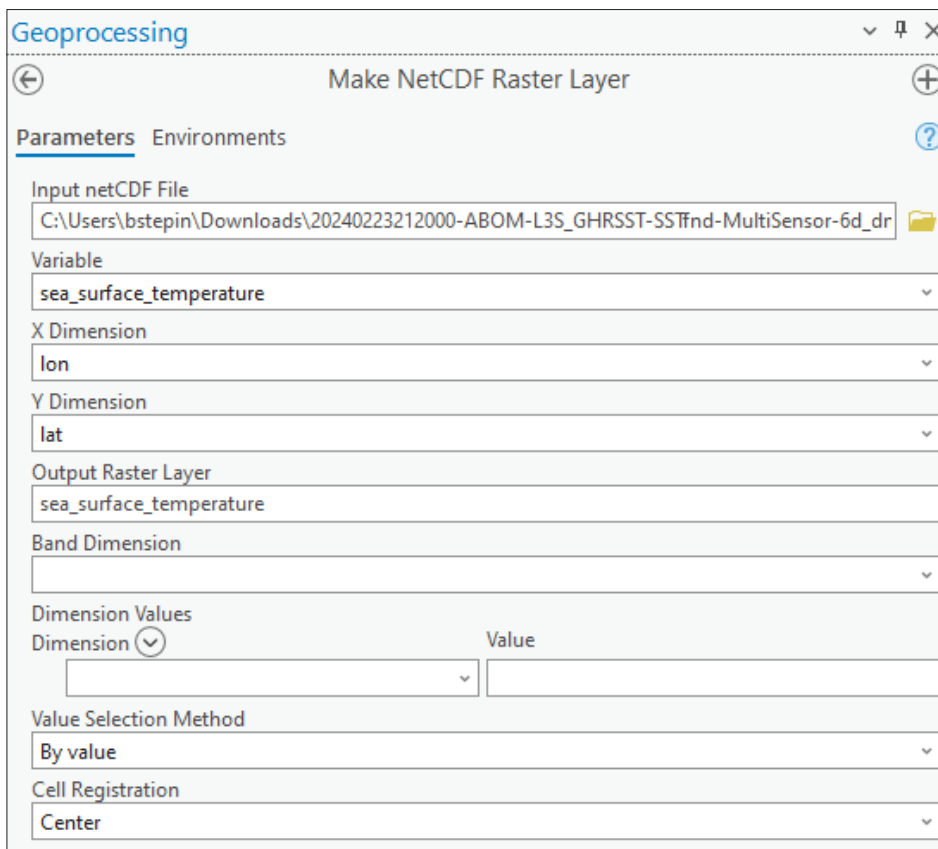 Geoprocessing
Make NetCDF Raster Layer
Parameters Environments
Input netCDF File
C:\Users\bstepin\Downloads\20240223212000-ABOM-L3S_GHRSST-SSTfnd-MultiSensor-6d_dr
Variable
sea_surface_temperature
X Dimension
lon
Y Dimension
lat
Output Raster Layer
sea_surface_temperature
Band Dimension
Dimension Values
Dimension Value
Value Selection Method
By value
Cell Registration
Center